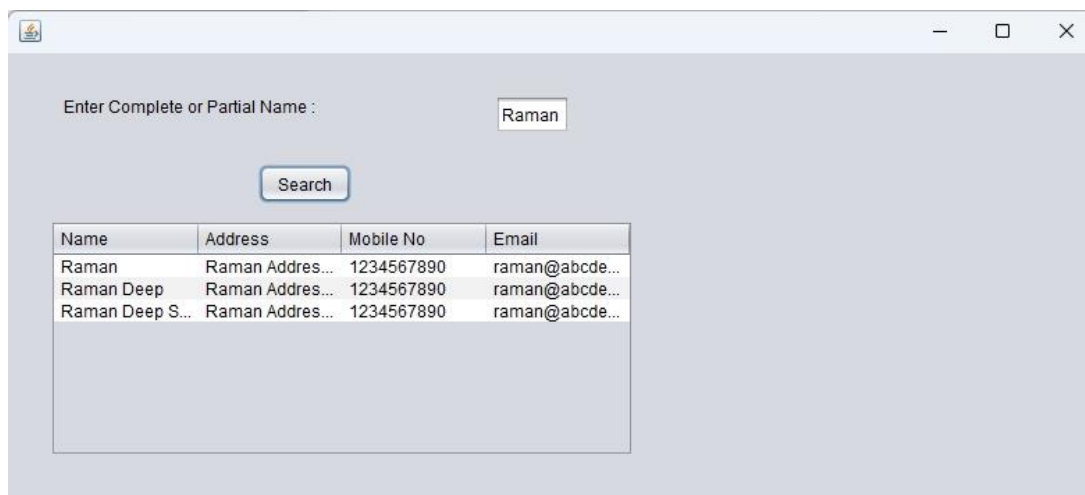 Enter Complete or Partial Name :
Raman
Search
Name Address Mobile No Email
Raman Raman Addres... 1234567890 raman@abcde...
Raman Deep Raman Addres... 1234567890 raman@abcde...
Raman Deep S... Raman Addres... 1234567890 raman@abcde...